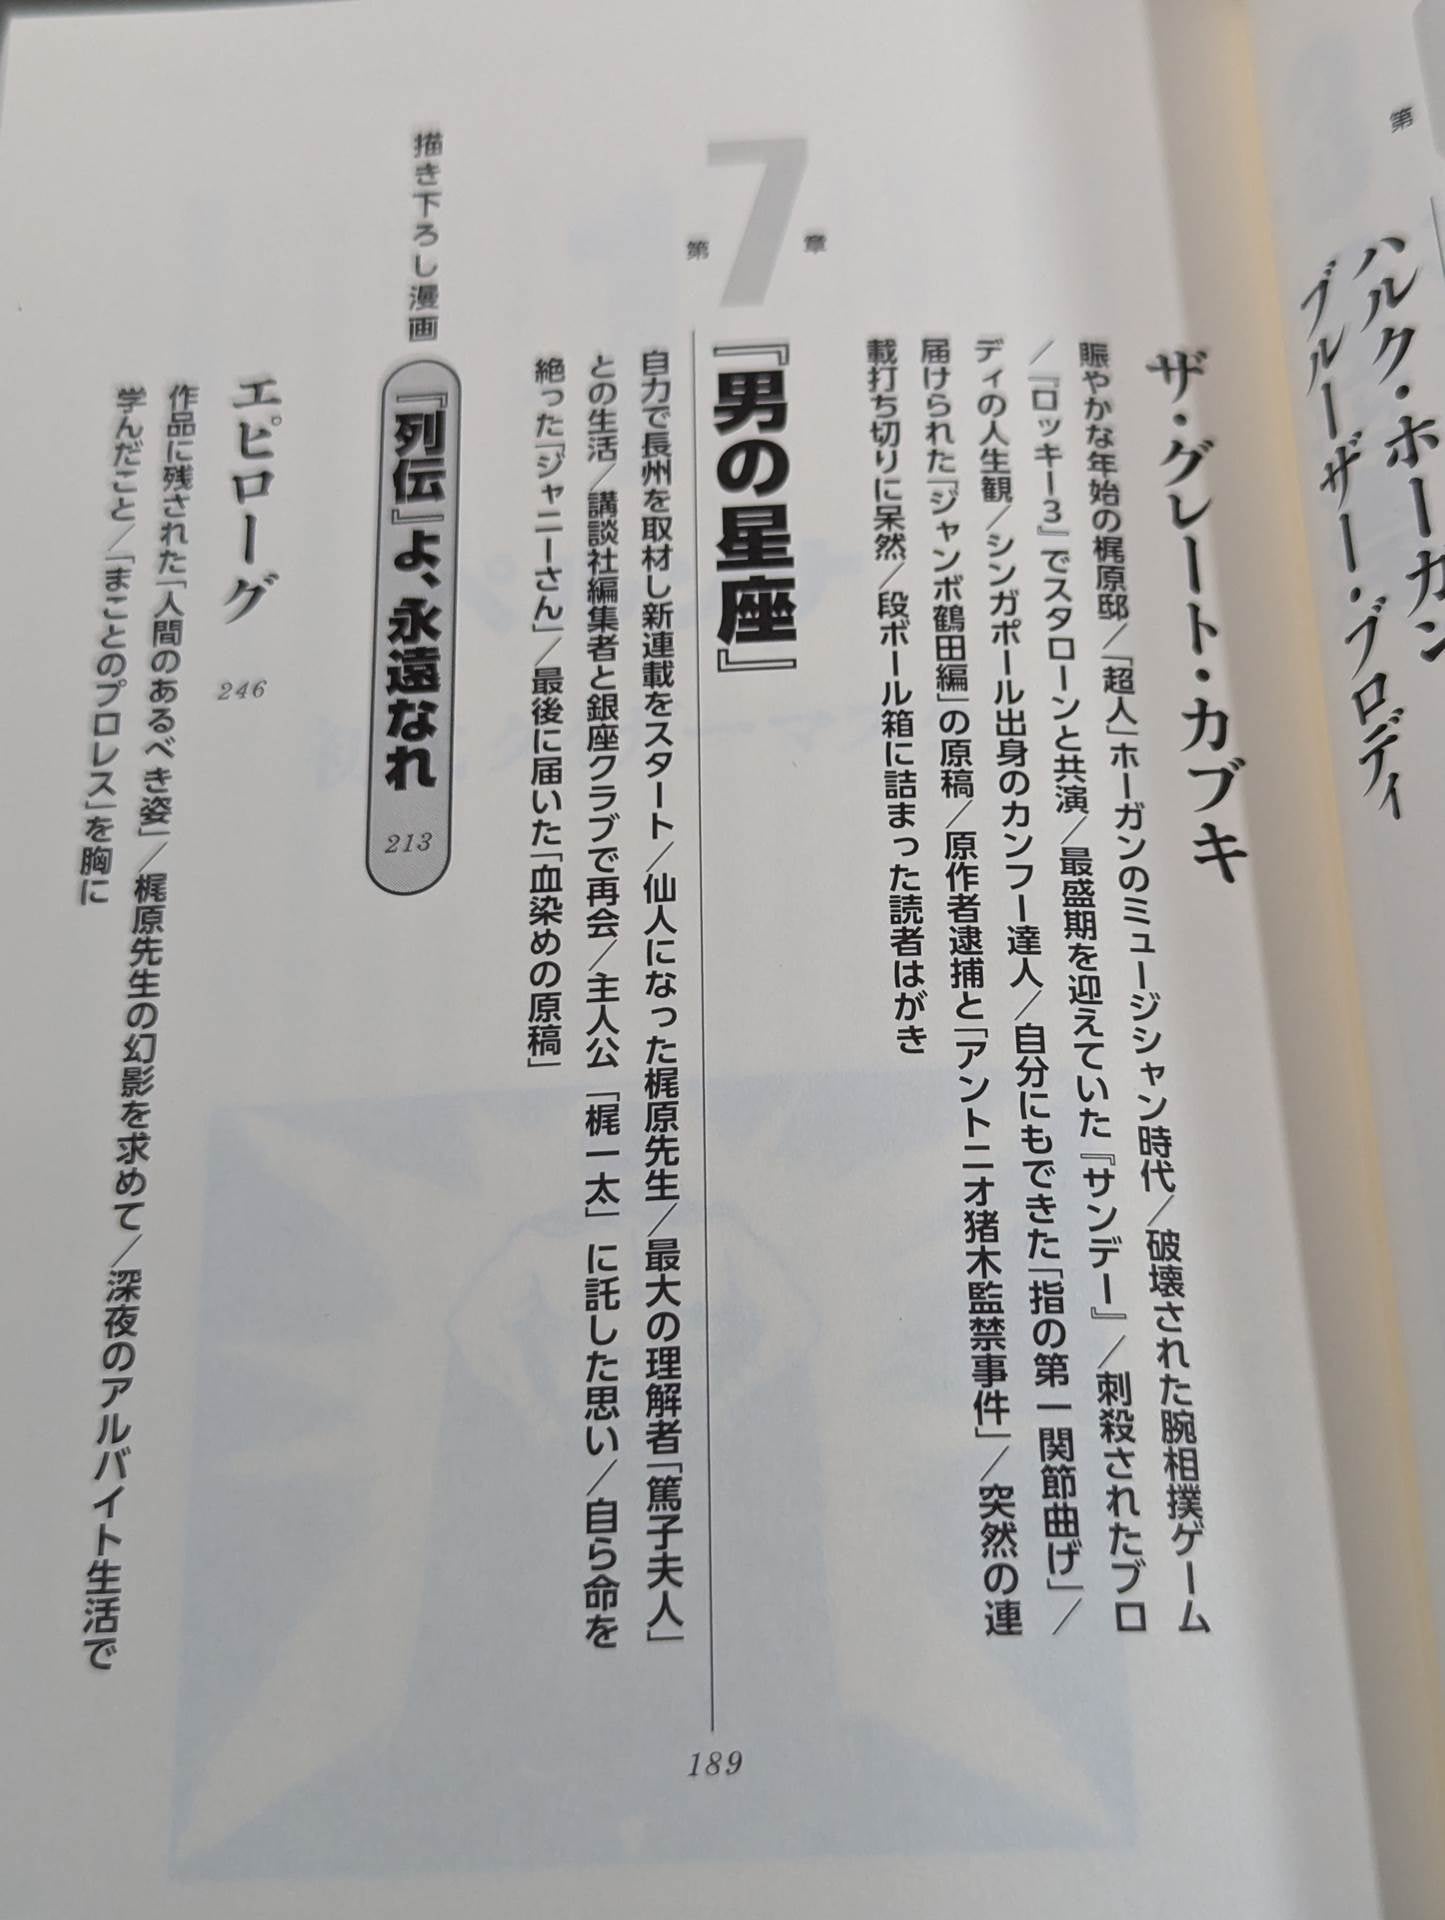 第
ハルク・ホーガン
ブルーザー・ブロディ
ザ・グレート・カブキ
賑やかな年始の梶原邸/「超人」ホーガンのミュージシャン時代/破壊された腕相撲ゲーム
/『ロッキー3』でスタローンと共演/最盛期を迎えていた『サンデー』/刺殺されたブロ
ディの人生観/シンガポール出身のカンフー達人/自分にもできた「指の第一関節曲げ」/
届けられた「ジャンボ鶴田編」の原稿/原作者逮捕と「アントニオ猪木監禁事件」/突然の連
載打ち切りに呆然/段ボール箱に詰まった読者はがき
第7章
『男の星座』
189
自力で長州を取材し新連載をスタート/仙人になった梶原先生/最大の理解者「篤子夫人」
との生活/講談社編集者と銀座クラブで再会/主人公「梶一太」に託した思い/自ら命を
絶った「ジャニーさん」/最後に届いた「血染めの原稿」
描き下ろし漫画 『列伝』よ、永遠なれ 213
エピローグ 246
作品に残された「人間のあるべき姿」/梶原先生の幻影を求めて/深夜のアルバイト生活で
学んだこと/「まことのプロレス」を胸に